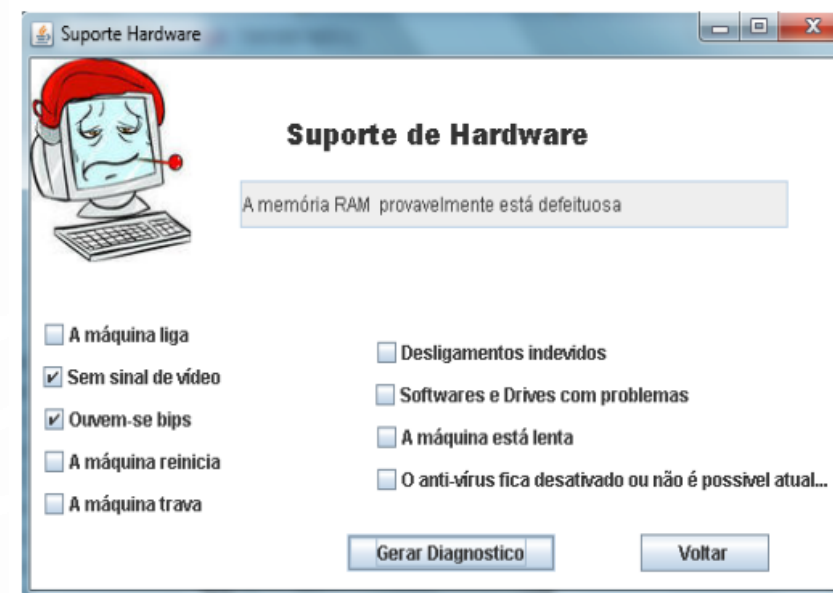 Suporte Hardware
Suporte de Hardware
A memória RAM provavelmente está defeituosa
A máquina liga
Sem sinal de vídeo
Ouvem-se bips
A máquina reinicia
A máquina trava
Desligamentos indevidos
Softwares e Drives com problemas
A máquina está lenta
O anti-vírus fica desativado ou não é possivel atual...
Gerar Diagnostico
Voltar